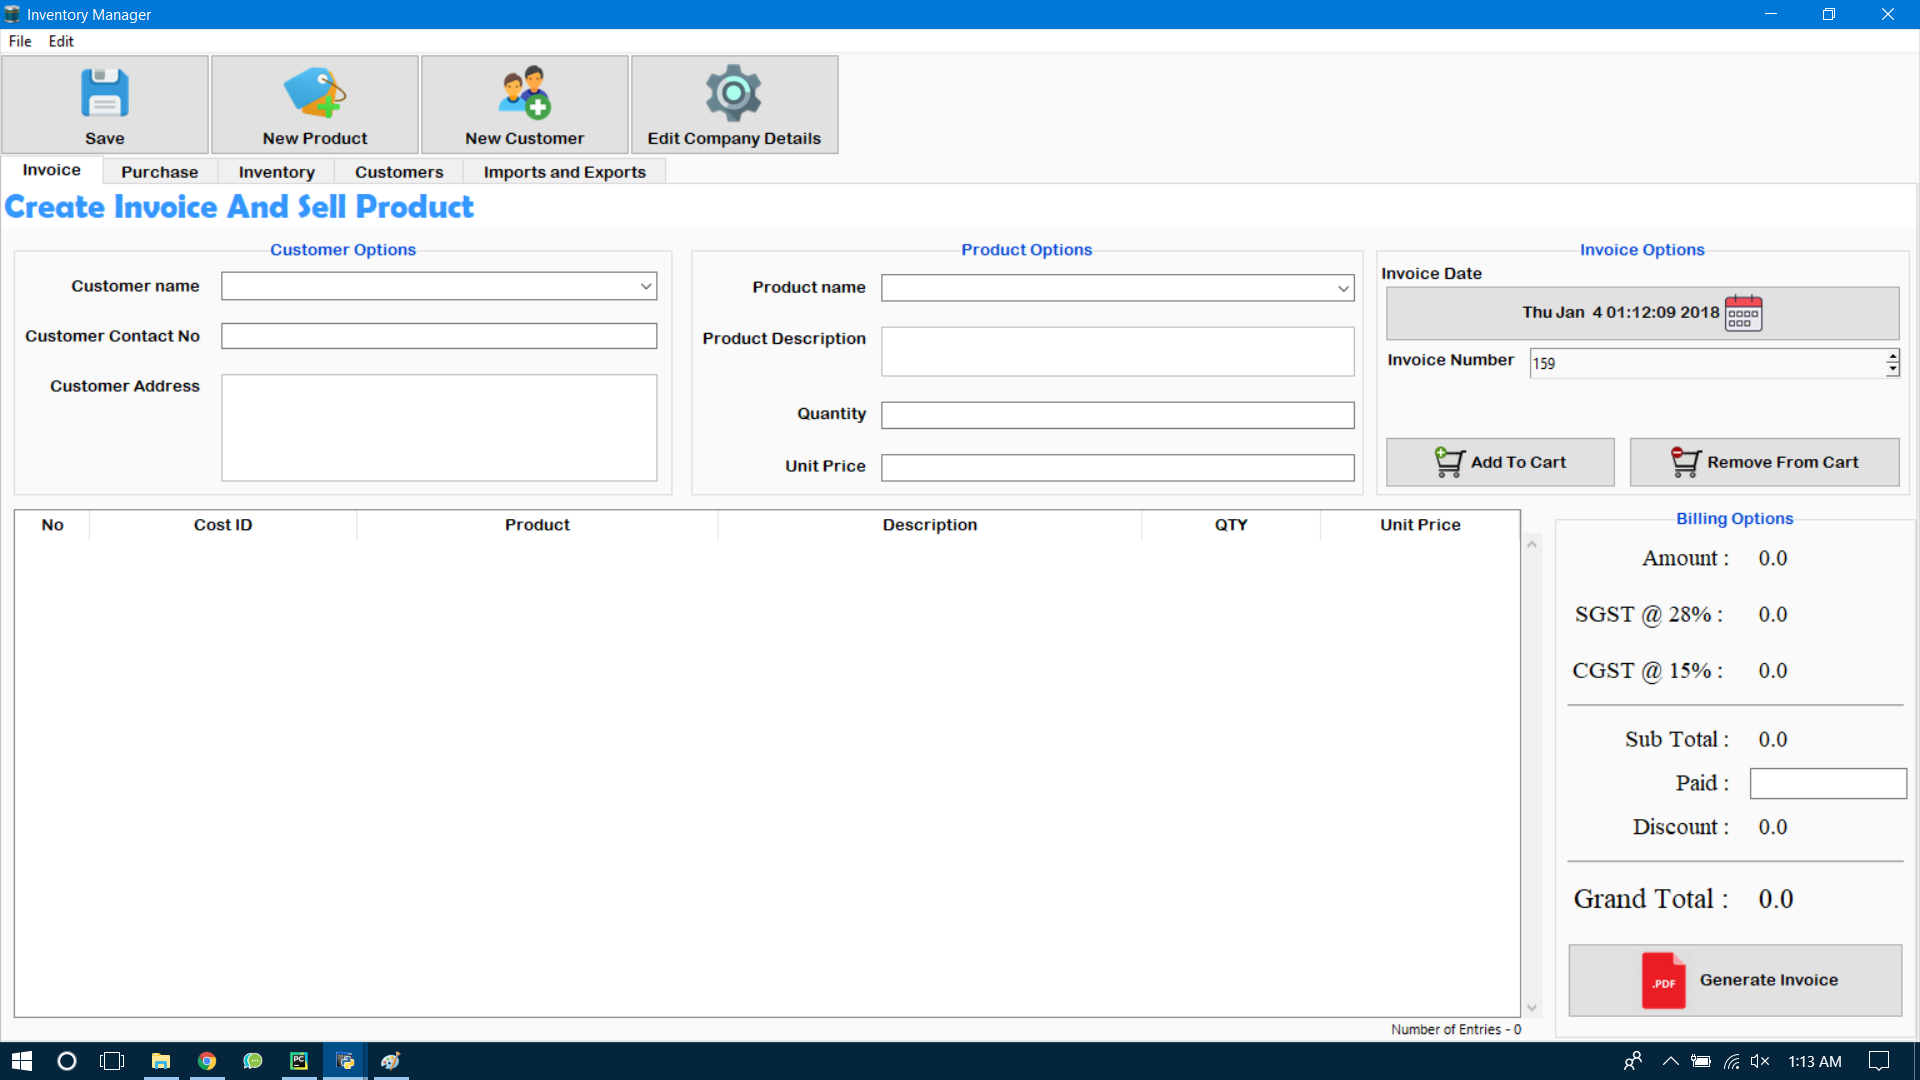 Inventory Manager
File Edit
Save New Product New Customer Edit Company Details
Invoice Purchase Inventory Customers Imports and Exports
Create Invoice And Sell Product
Customer Options
Customer name
Customer Contact No
Customer Address
Product Options
Product name
Product Description
Quantity
Unit Price
Invoice Options
Invoice Date
Thu Jan  4 01:12:09 2018
Invoice Number 159
Add To Cart Remove From Cart
No Cost ID Product Description QTY Unit Price
Number of Entries - 0
Billing Options
Amount : 0.0
SGST @ 28% : 0.0
CGST @ 15% : 0.0
Sub Total : 0.0
Paid :
Discount : 0.0
Grand Total : 0.0
.PDF Generate Invoice
PC
1:13 AM